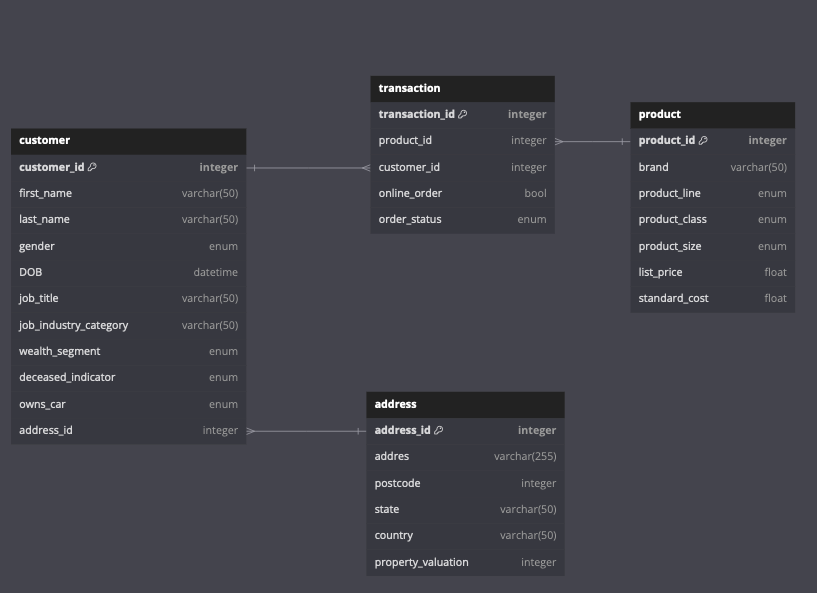 customer
customer_id integer
first_name varchar(50)
last_name varchar(50)
gender enum
DOB datetime
job_title varchar(50)
job_industry_category varchar(50)
wealth_segment enum
deceased_indicator enum
owns_car enum
address_id integer
transaction
transaction_id integer
product_id integer
customer_id integer
online_order bool
order_status enum
product
product_id integer
brand varchar(50)
product_line enum
product_class enum
product_size enum
list_price float
standard_cost float
address
address_id integer
addres varchar(255)
postcode integer
state varchar(50)
country varchar(50)
property_valuation integer